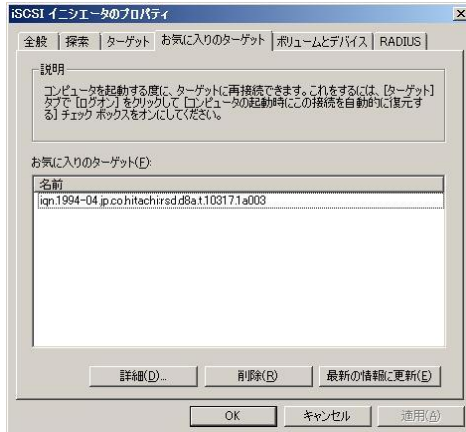 iSCSI イニシエータのプロパティ
全般 探索 ターゲット お気に入りのターゲット ボリュームとデバイス RADIUS
説明
コンピュータを起動する度に、ターゲットに再接続できます。これをするには、[ターゲット]
タブで [ログオン] をクリックして [コンピュータの起動時にこの接続を自動的に復元す
る] チェック ボックスをオンにしてください。
お気に入りのターゲット(F):
名前
iqn.1994-04.jp.co.hitachi:rsd.d8a.t.10317.1a003
詳細(D)... 削除(R) 最新の情報に更新(E)
OK キャンセル 適用(A)